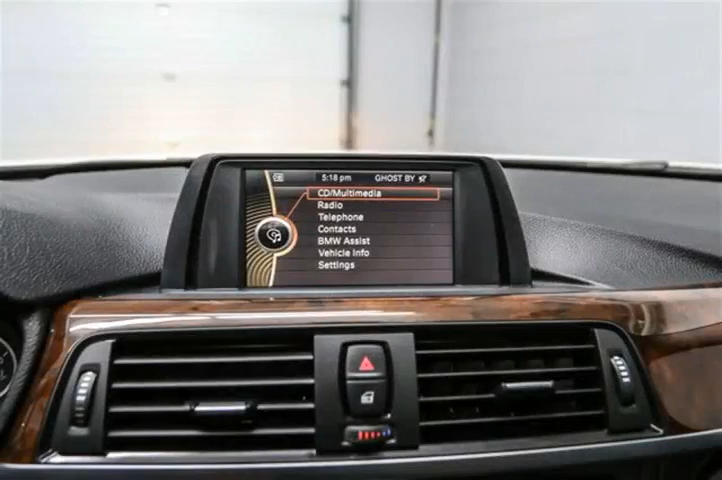 5:18 pm GHOST BY
CD/Multimedia
Radio
Telephone
Contacts
BMW Assist
Vehicle Info
Settings